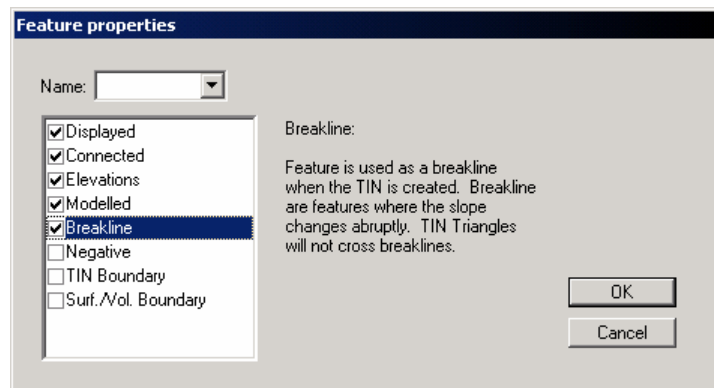 Feature properties
Name:
Displayed
Connected
Elevations
Modelled
Breakline
Negative
TIN Boundary
Surf./Vol. Boundary
Breakline:
Feature is used as a breakline
when the TIN is created. Breakline
are features where the slope
changes abruptly. TIN Triangles
will not cross breaklines.
OK
Cancel